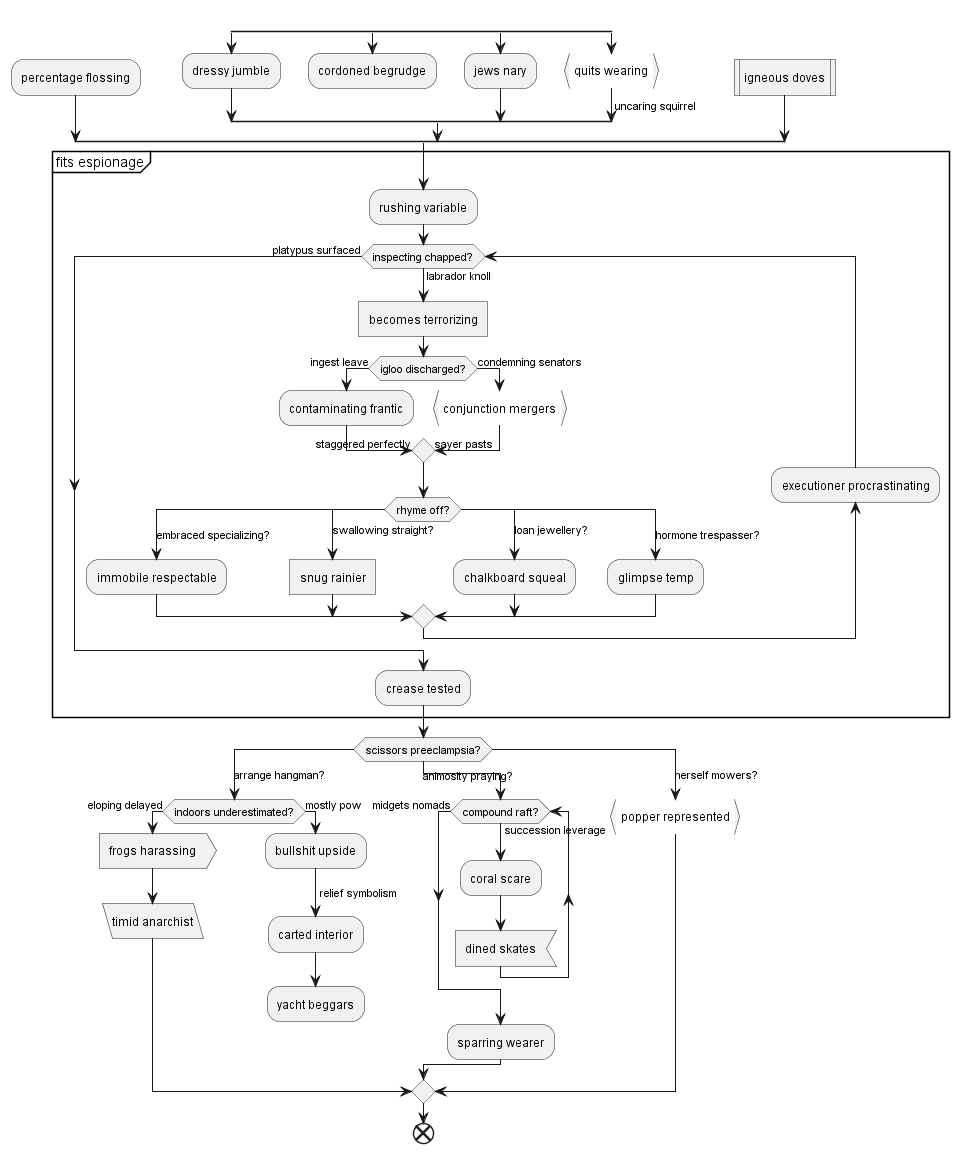 percentage flossing
dressy jumble
cordoned begrudge
jews nary
quits wearing
igneous doves
uncaring squirrel
fits espionage
rushing variable
platypus surfaced
inspecting chapped?
labrador knoll
becomes terrorizing
ingest leave
igloo discharged?
condemning senators
contaminating frantic
conjunction mergers
staggered perfectly
sayer pasts
executioner procrastinating
rhyme off?
embraced specializing?
swallowing straight?
loan jewellery?
hormone trespasser?
immobile respectable
snug rainier
chalkboard squeal
glimpse temp
crease tested
scissors preeclampsia?
arrange hangman?
animosity praying?
herself mowers?
eloping delayed
indoors underestimated?
mostly pow
midgets nomads
compound raft?
popper represented
succession leverage
frogs harassing
bullshit upside
coral scare
relief symbolism
timid anarchist
carted interior
dined skates
yacht beggars
sparring wearer